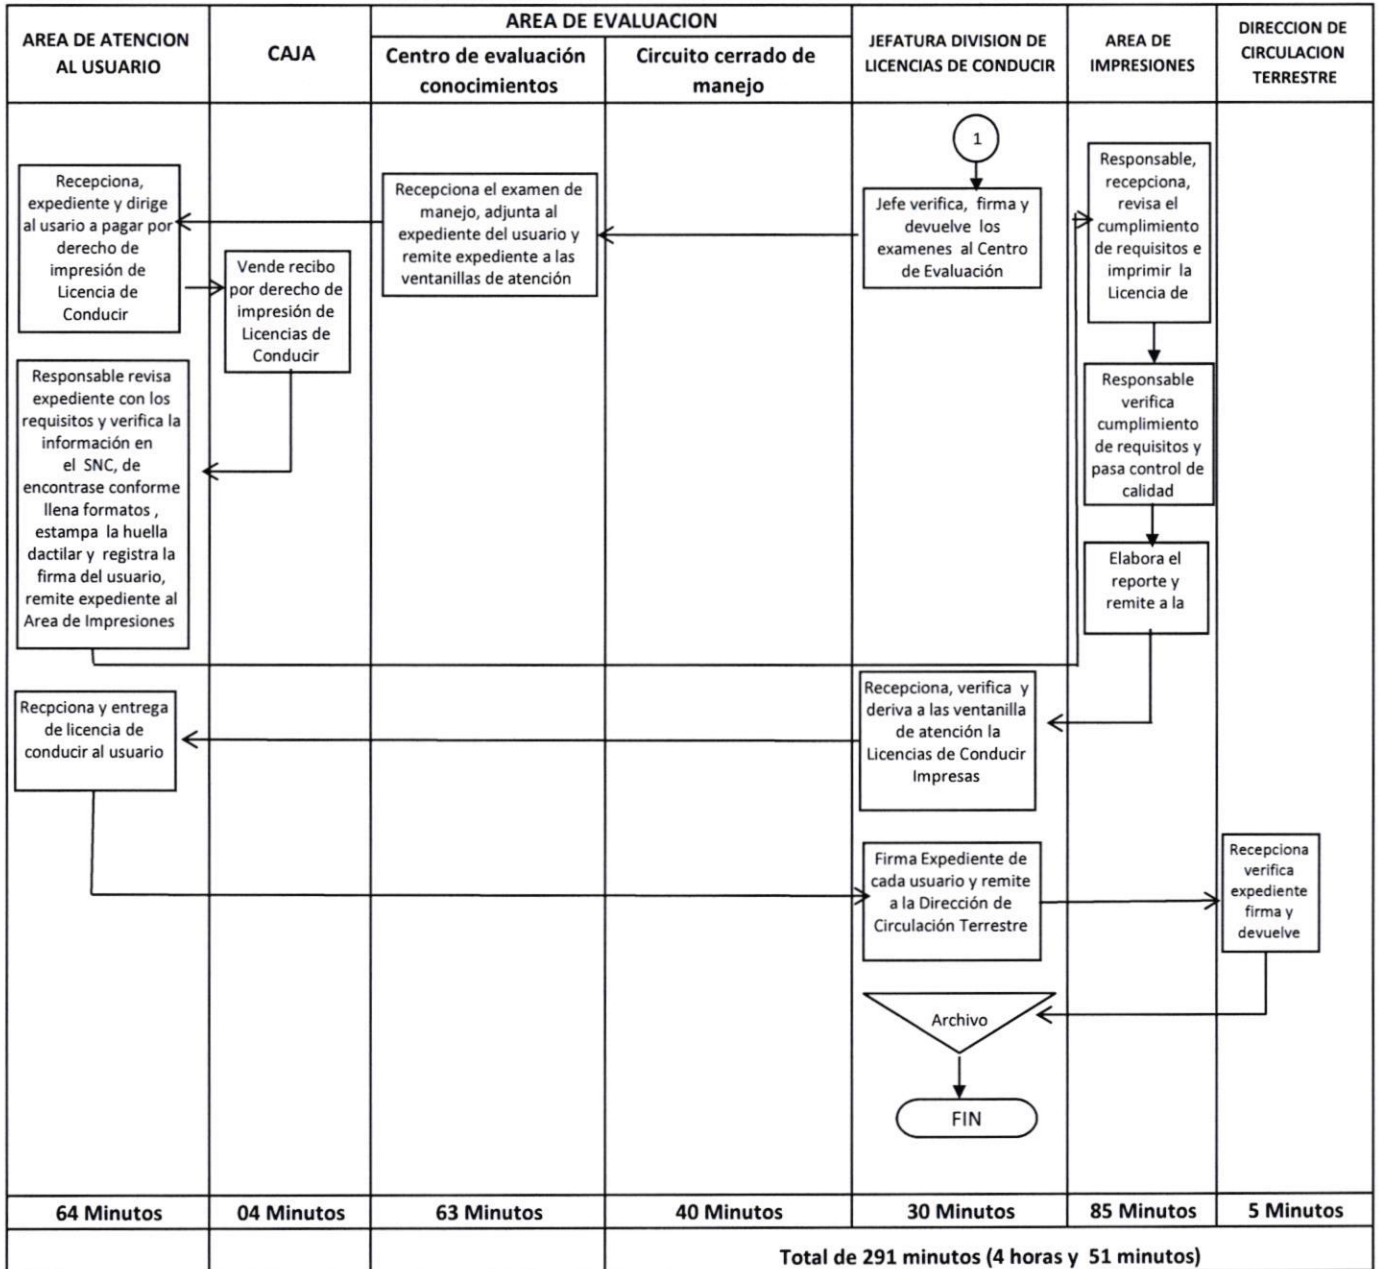 AREA DE ATENCION
AL USUARIO
CAJA
AREA DE EVALUACION
Centro de evaluación
conocimientos
Circuito cerrado de
manejo
JEFATURA DIVISION DE
LICENCIAS DE CONDUCIR
AREA DE
IMPRESIONES
DIRECCION DE
CIRCULACION
TERRESTRE
1
Jefe verifica, firma y
devuelve los
examenes al Centro
de Evaluación
Recepciona el examen de
manejo, adjunta al
expediente del usuario y
remite expediente a las
ventanillas de atención
Recepciona,
expediente y dirige
al usario a pagar por
derecho de
impresión de
Licencia de
Conducir
Vende recibo
por derecho de
impresión de
Licencias de
Conducir
Responsable revisa
expediente con los
requisitos y verifica la
información en
el SNC, de
encontrase conforme
llena formatos ,
estampa la huella
dactilar y registra la
firma del usuario,
remite expediente al
Area de Impresiones
Responsable,
recepciona,
revisa el
cumplimiento
de requisitos e
imprimir la
Licencia de
Responsable
verifica
cumplimiento
de requisitos y
pasa control de
calidad
Elabora el
reporte y
remite a la
Recepciona, verifica y
deriva a las ventanilla
de atención la
Licencias de Conducir
Impresas
Recpciona y entrega
de licencia de
conducir al usuario
Firma Expediente de
cada usuario y remite
a la Dirección de
Circulación Terrestre
Recepciona
verifica
expediente
firma y
devuelve
Archivo
FIN
64 Minutos
04 Minutos
63 Minutos
40 Minutos
30 Minutos
85 Minutos
5 Minutos
Total de 291 minutos (4 horas y 51 minutos)